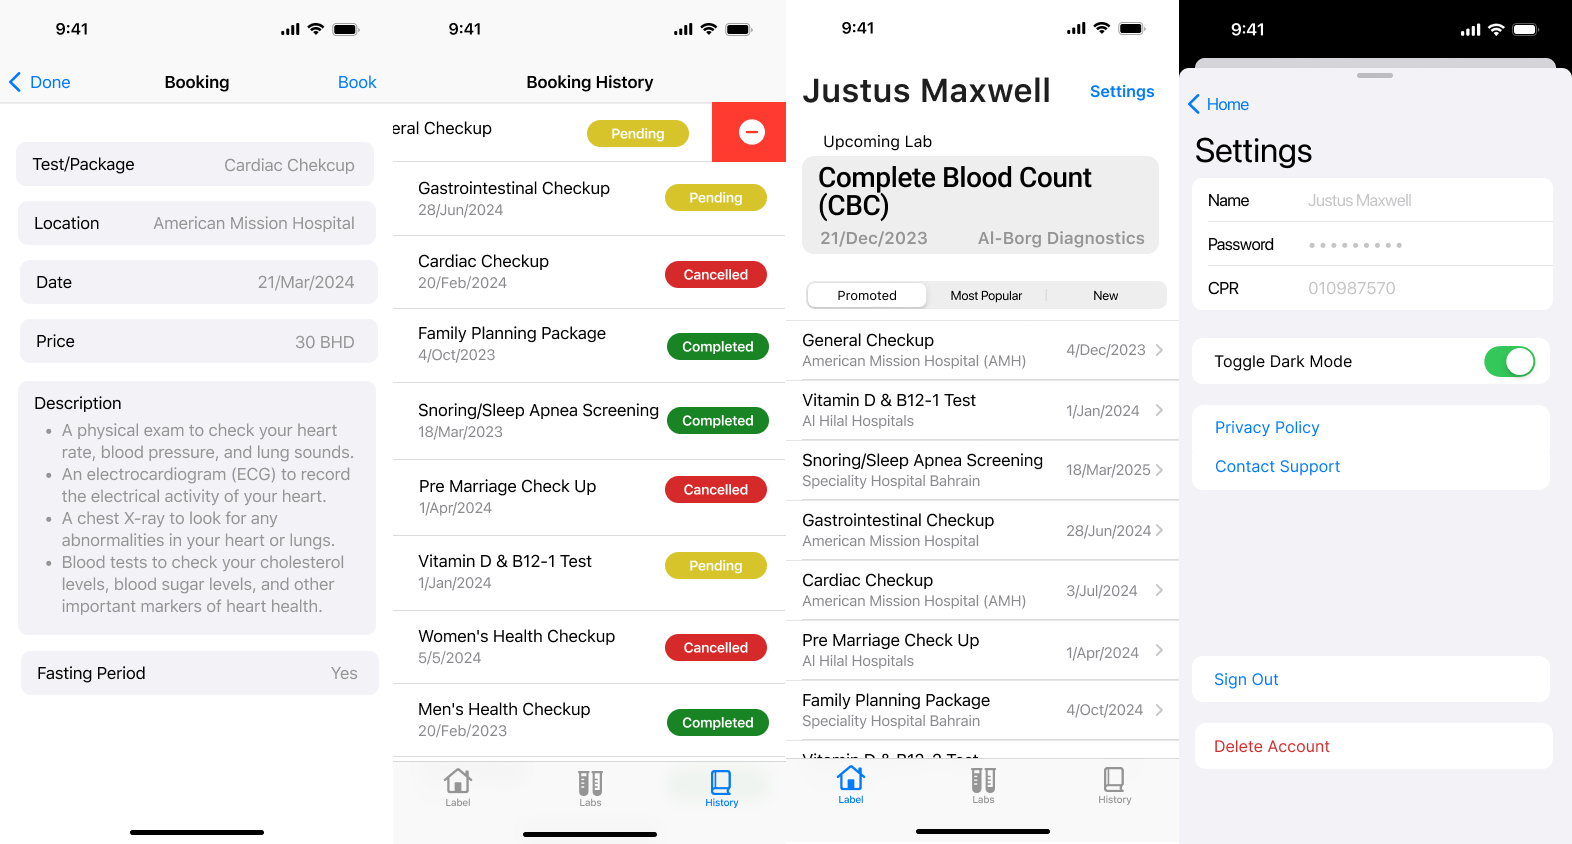 9:41
Done
Booking
Book
Test/Package
Cardiac Chekcup
Location
American Mission Hospital
Date
21/Mar/2024
Price
30 BHD
Description
• A physical exam to check your heart
rate, blood pressure, and lung sounds.
• An electrocardiogram (ECG) to record
the electrical activity of your heart.
• A chest X-ray to look for any
abnormalities in your heart or lungs.
• Blood tests to check your cholesterol
levels, blood sugar levels, and other
important markers of heart health.
Fasting Period
Yes
9:41
Booking History
eral Checkup
Pending
Gastrointestinal Checkup
28/Jun/2024
Pending
Cardiac Checkup
20/Feb/2024
Cancelled
Family Planning Package
4/Oct/2023
Completed
Snoring/Sleep Apnea Screening
18/Mar/2023
Completed
Pre Marriage Check Up
1/Apr/2024
Cancelled
Vitamin D & B12-1 Test
1/Jan/2024
Pending
Women's Health Checkup
5/5/2024
Cancelled
Men's Health Checkup
20/Feb/2023
Completed
Label
Labs
History
9:41
Justus Maxwell
Settings
Upcoming Lab
Complete Blood Count
(CBC)
21/Dec/2023
Al-Borg Diagnostics
Promoted
Most Popular
New
General Checkup
American Mission Hospital (AMH)
4/Dec/2023
Vitamin D & B12-1 Test
Al Hilal Hospitals
1/Jan/2024
Snoring/Sleep Apnea Screening
Speciality Hospital Bahrain
18/Mar/2025
Gastrointestinal Checkup
American Mission Hospital
28/Jun/2024
Cardiac Checkup
American Mission Hospital (AMH)
3/Jul/2024
Pre Marriage Check Up
Al Hilal Hospitals
1/Apr/2024
Family Planning Package
Speciality Hospital Bahrain
4/Oct/2024
Vitamin D & B12-2 Test
Label
Labs
History
9:41
Home
Settings
Name
Justus Maxwell
Password
•••••••••
CPR
010987570
Toggle Dark Mode
Privacy Policy
Contact Support
Sign Out
Delete Account